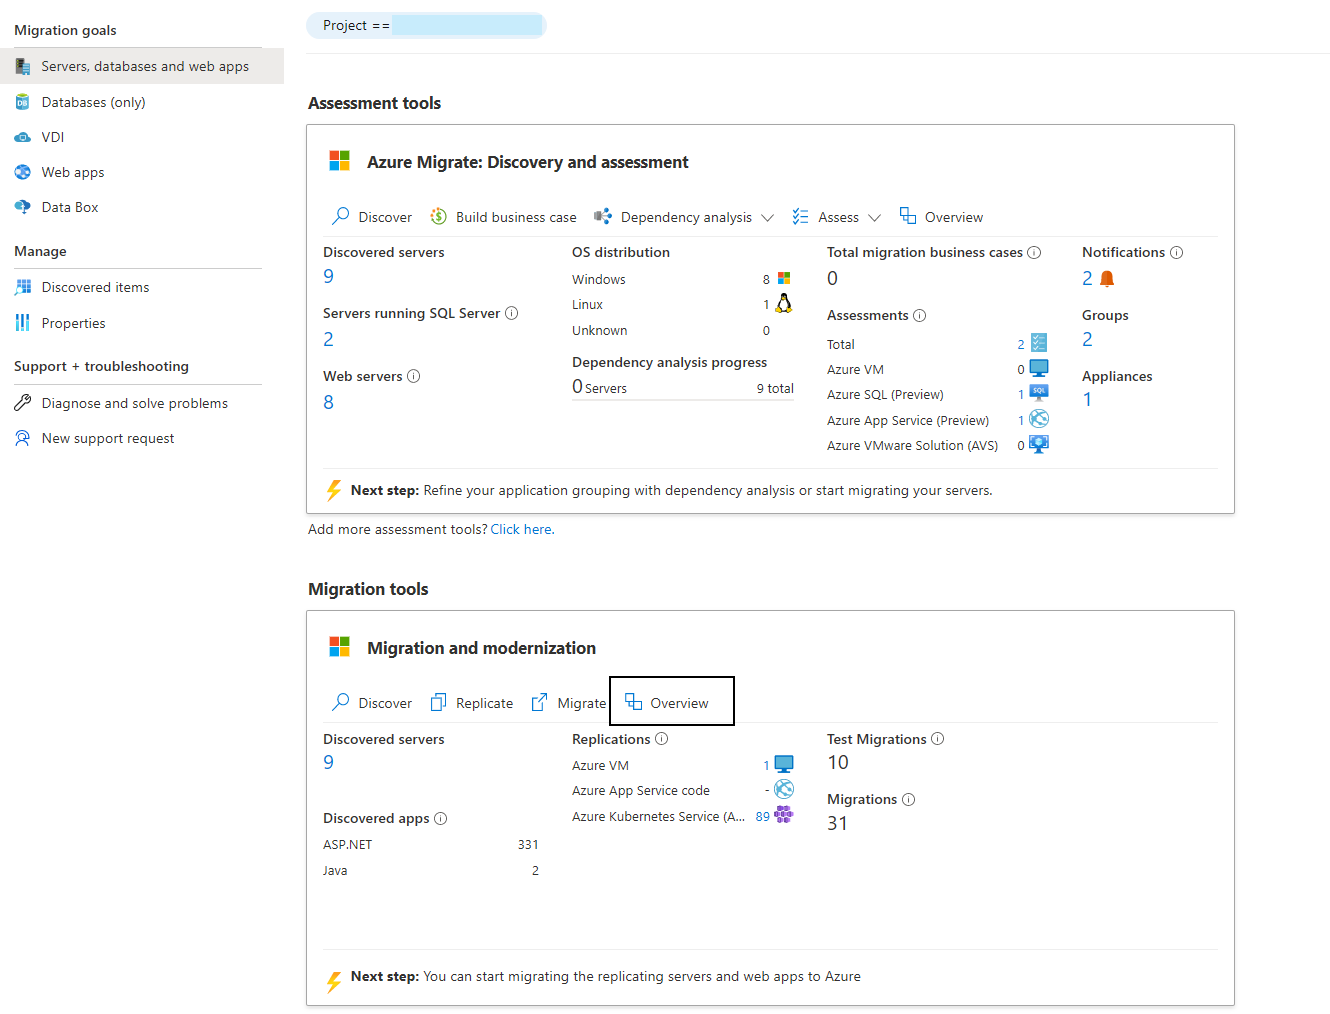 Migration goals
Servers, databases and web apps
Databases (only)
VDI
Web apps
Data Box
Manage
Discovered items
Properties
Support + troubleshooting
Diagnose and solve problems
New support request
Project ==
Assessment tools
Azure Migrate: Discovery and assessment
Discover Build business case Dependency analysis Assess Overview
Discovered servers
9
Servers running SQL Server
2
Web servers
8
OS distribution
Windows 8
Linux 1
Unknown 0
Dependency analysis progress
0 Servers 9 total
Total migration business cases
0
Assessments
Total 2
Azure VM 0
Azure SQL (Preview) 1
Azure App Service (Preview) 1
Azure VMware Solution (AVS) 0
Notifications
2
Groups
2
Appliances
1
Next step: Refine your application grouping with dependency analysis or start migrating your servers.
Add more assessment tools? Click here.
Migration tools
Migration and modernization
Discover Replicate Migrate Overview
Discovered servers
9
Discovered apps
ASP.NET 331
Java 2
Replications
Azure VM 1
Azure App Service code -
Azure Kubernetes Service (A... 89
Test Migrations
10
Migrations
31
Next step: You can start migrating the replicating servers and web apps to Azure